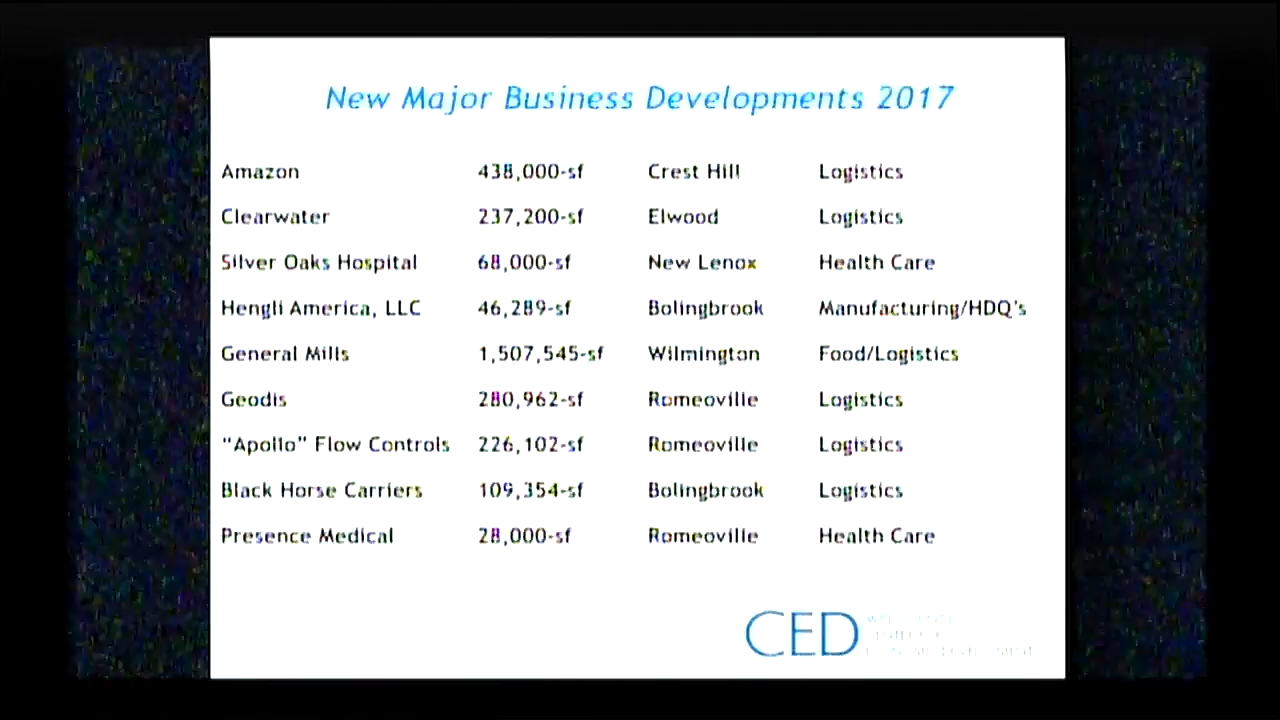 New Major Business Developments 2017
Amazon 438,000-sf Crest Hill Logistics
Clearwater 237,200-sf Elwood Logistics
Silver Oaks Hospital 68,000-sf New Lenox Health Care
Hengli America, LLC 46,289-sf Bolingbrook Manufacturing/HDQ's
General Mills 1,507,545-sf Wilmington Food/Logistics
Geodis 280,962-sf Romeoville Logistics
"Apollo" Flow Controls 226,102-sf Romeoville Logistics
Black Horse Carriers 109,354-sf Bolingbrook Logistics
Presence Medical 28,000-sf Romeoville Health Care
CED